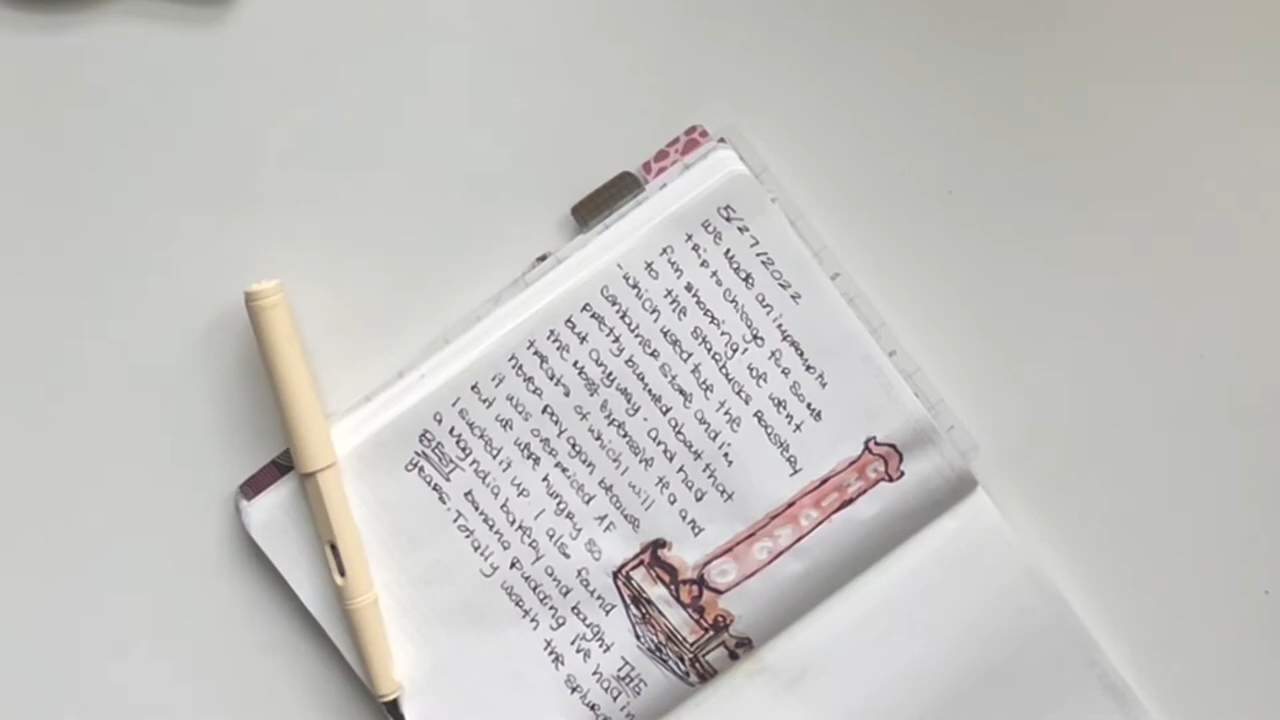 5/27/2022
We made an impromptu
trip to chicago for some
fun shopping! we went
to the starbucks roastery
- which used tobe the
container store and i'm
pretty bummed about that
but anyway - and had
the most expensive tea and
treats of which I will
never pay again because
it was overpriced AF
but we were hungry so
I sucked it up. I also found
a Magnolia bakery and bought THE
BEST banana pudding I've had in
years. Totally worth the splurge
CHICAGO